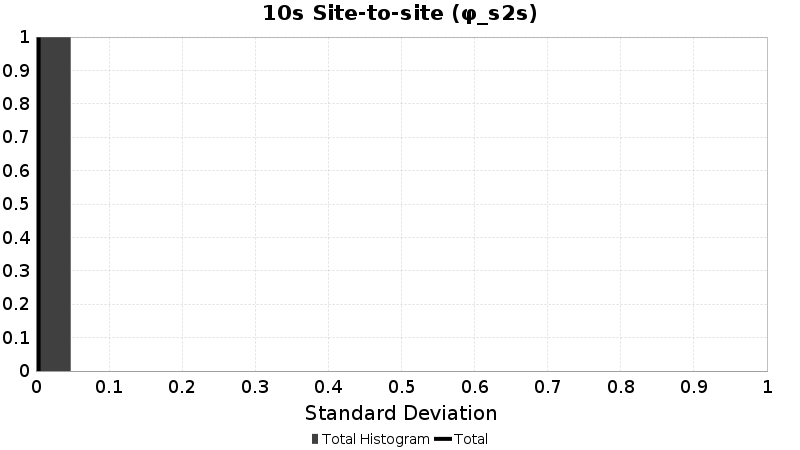 10s Site-to-site (φ_s2s)
1
0.9
0.8
0.7
0.6
0.5
0.4
0.3
0.2
0.1
0
0 0.1 0.2 0.3 0.4 0.5 0.6 0.7 0.8 0.9 1
Standard Deviation
Total Histogram Total